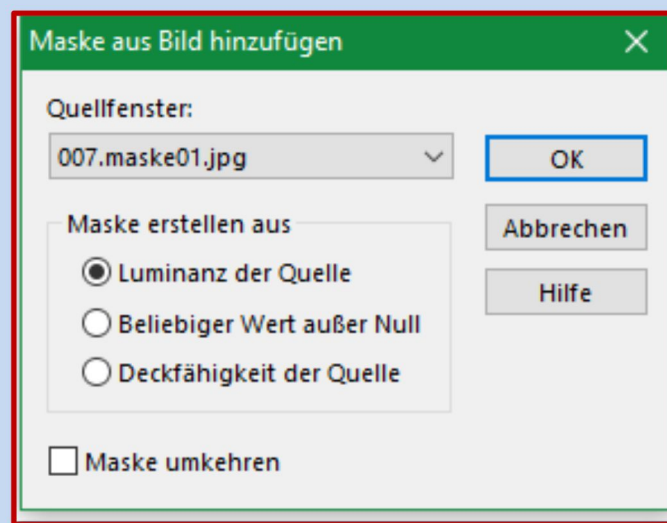 Maske aus Bild hinzufügen
Quellfenster:
007.maske01.jpg
OK
Maske erstellen aus
Abbrechen
Luminanz der Quelle
Hilfe
Beliebiger Wert außer Null
Deckfähigkeit der Quelle
Maske umkehren